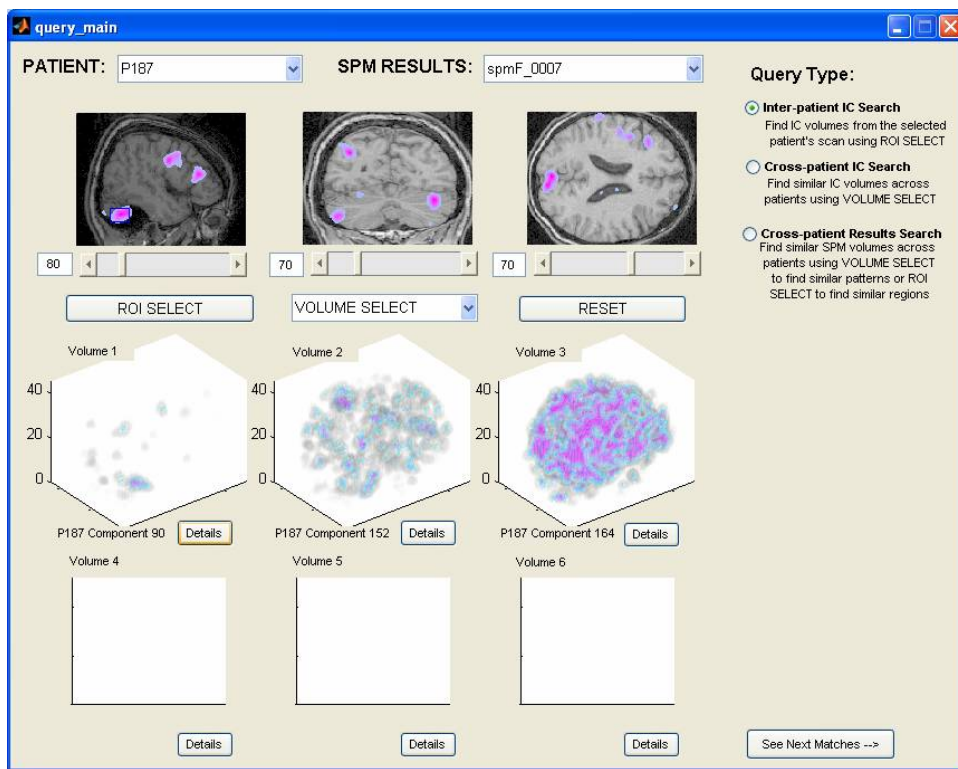 query_main
PATIENT: P187 SPM RESULTS: spmF_0007
Query Type:
Inter-patient IC Search
Find IC volumes from the selected
patient's scan using ROI SELECT
Cross-patient IC Search
Find similar IC volumes across
patients using VOLUME SELECT
Cross-patient Results Search
Find similar SPM volumes across
patients using VOLUME SELECT
to find similar patterns or ROI
SELECT to find similar regions
80 70 70
ROI SELECT VOLUME SELECT RESET
Volume 1 Volume 2 Volume 3
40 40 40
20 20 20
0 0 0
P187 Component 90 Details P187 Component 152 Details P187 Component 164 Details
Volume 4 Volume 5 Volume 6
Details Details Details
See Next Matches -->